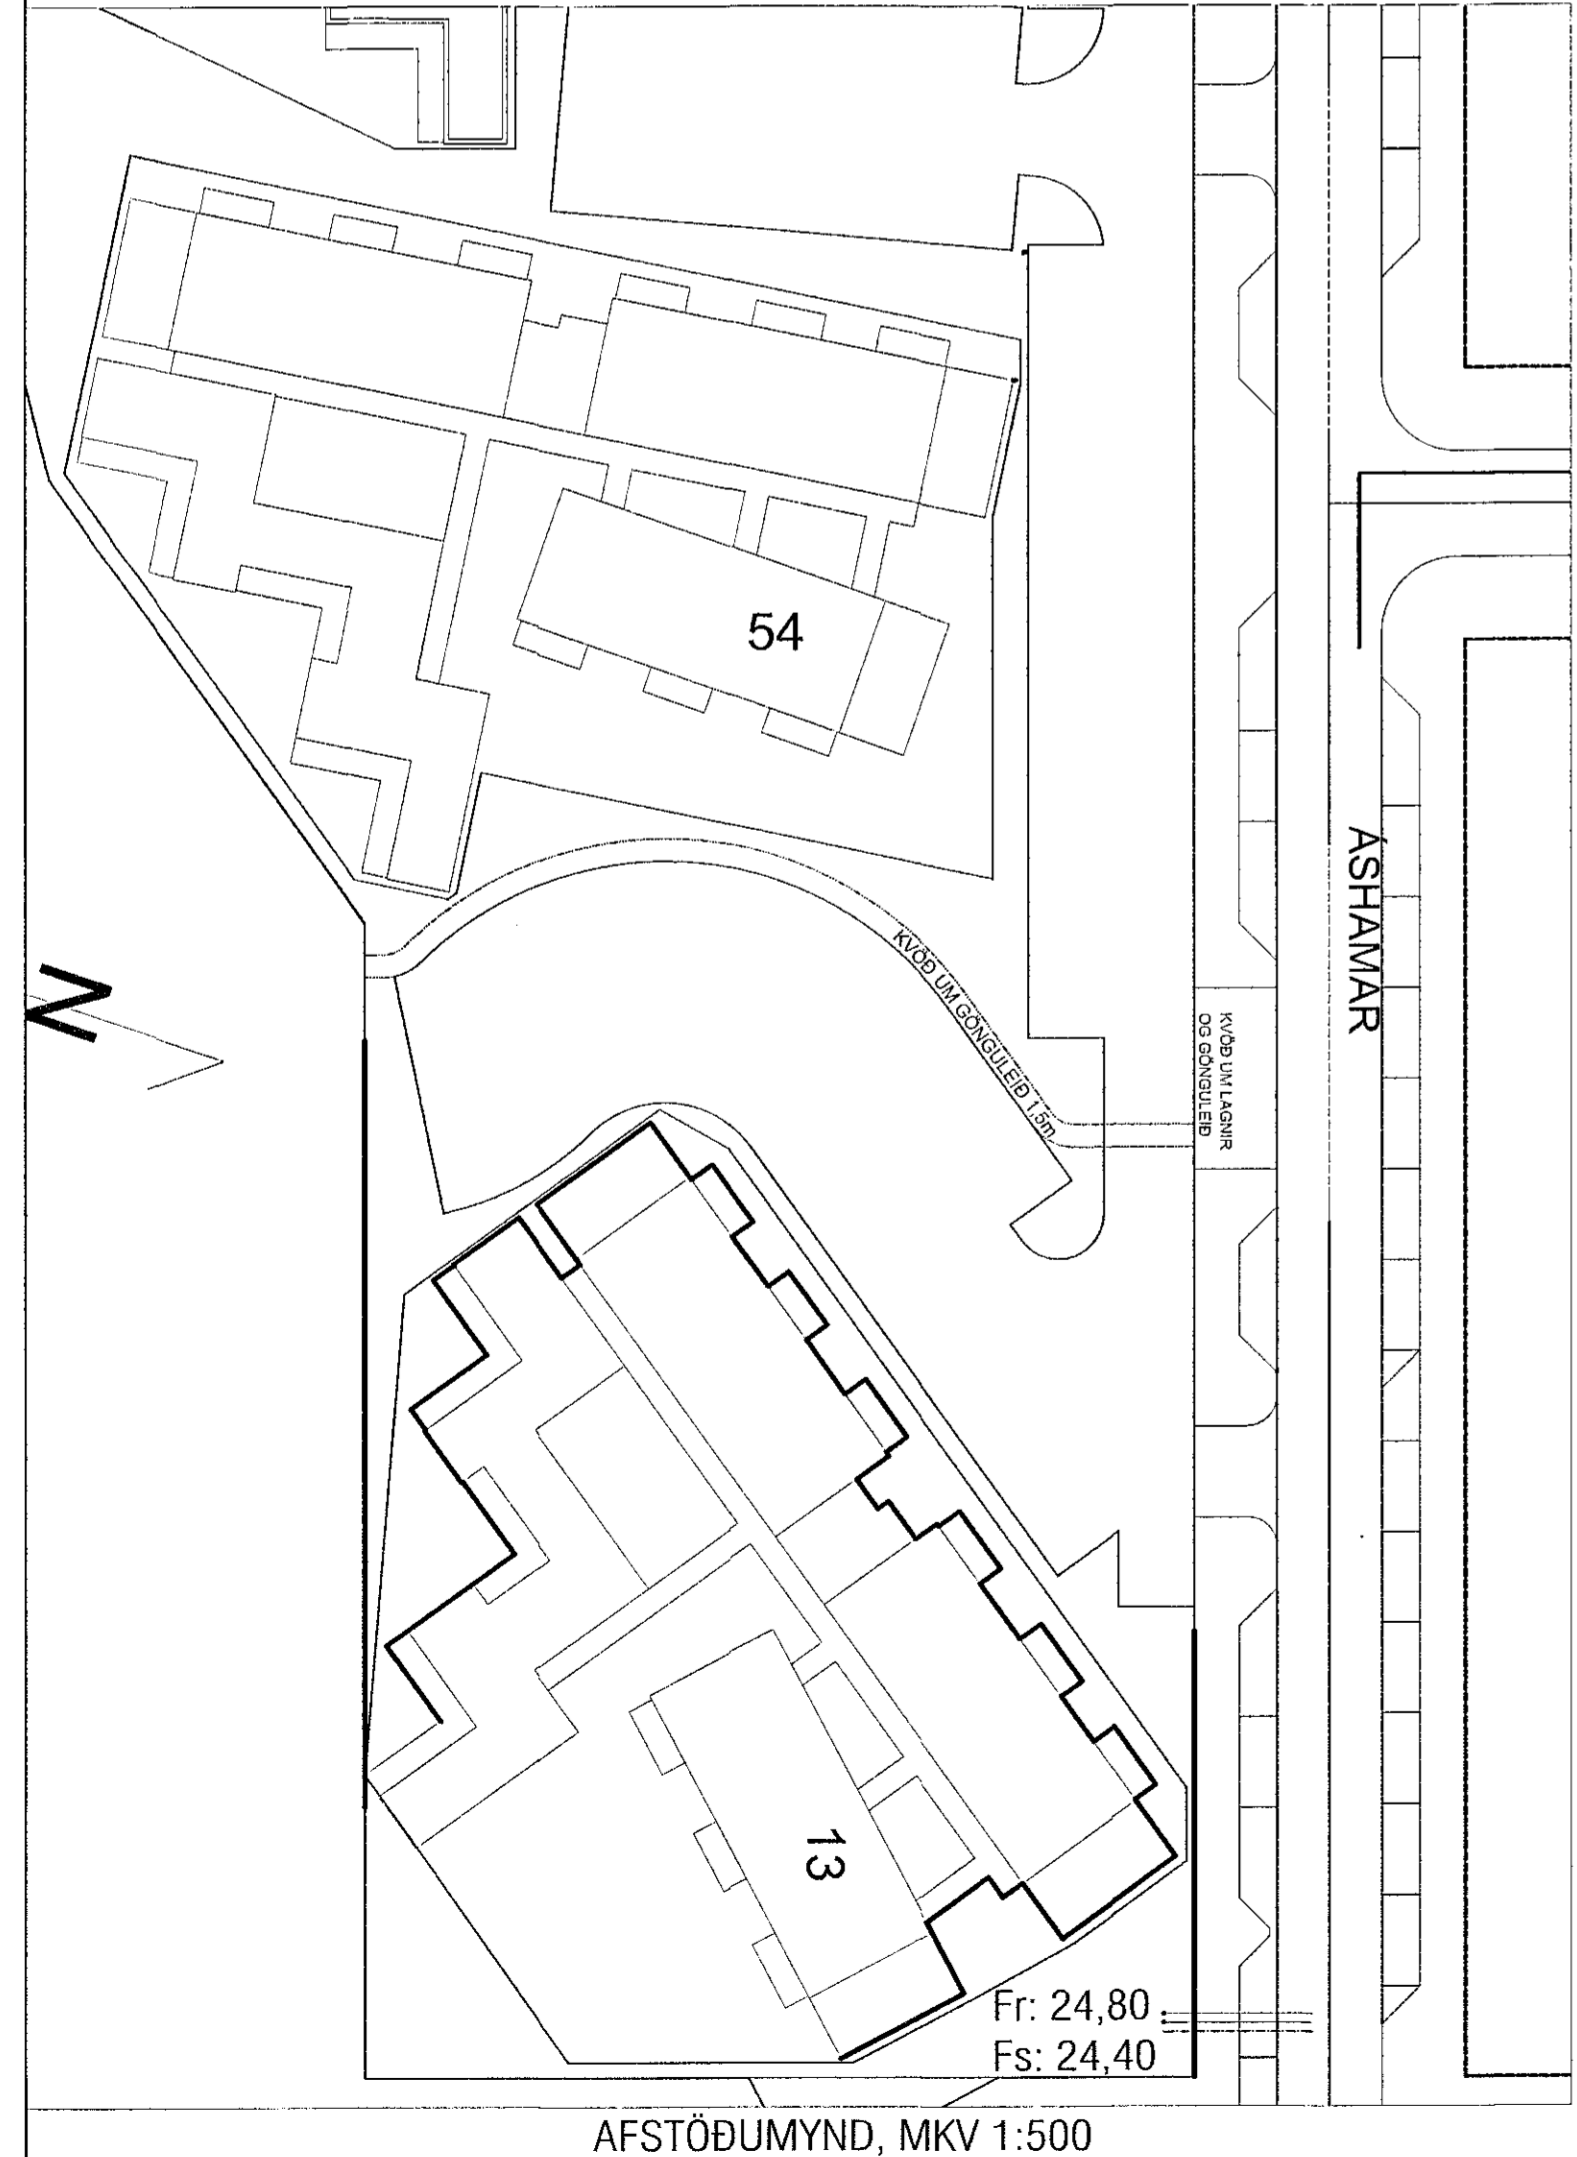 54
ÁSHAMAR
KVÖÐ UM GÖNGULEIÐ 1,5m
KVÖÐ UM LAGNIR
OG GÖNGULEIÐ
N
13
Fr: 24,80
Fs: 24,40
AFSTÖÐUMYND, MKV 1:500